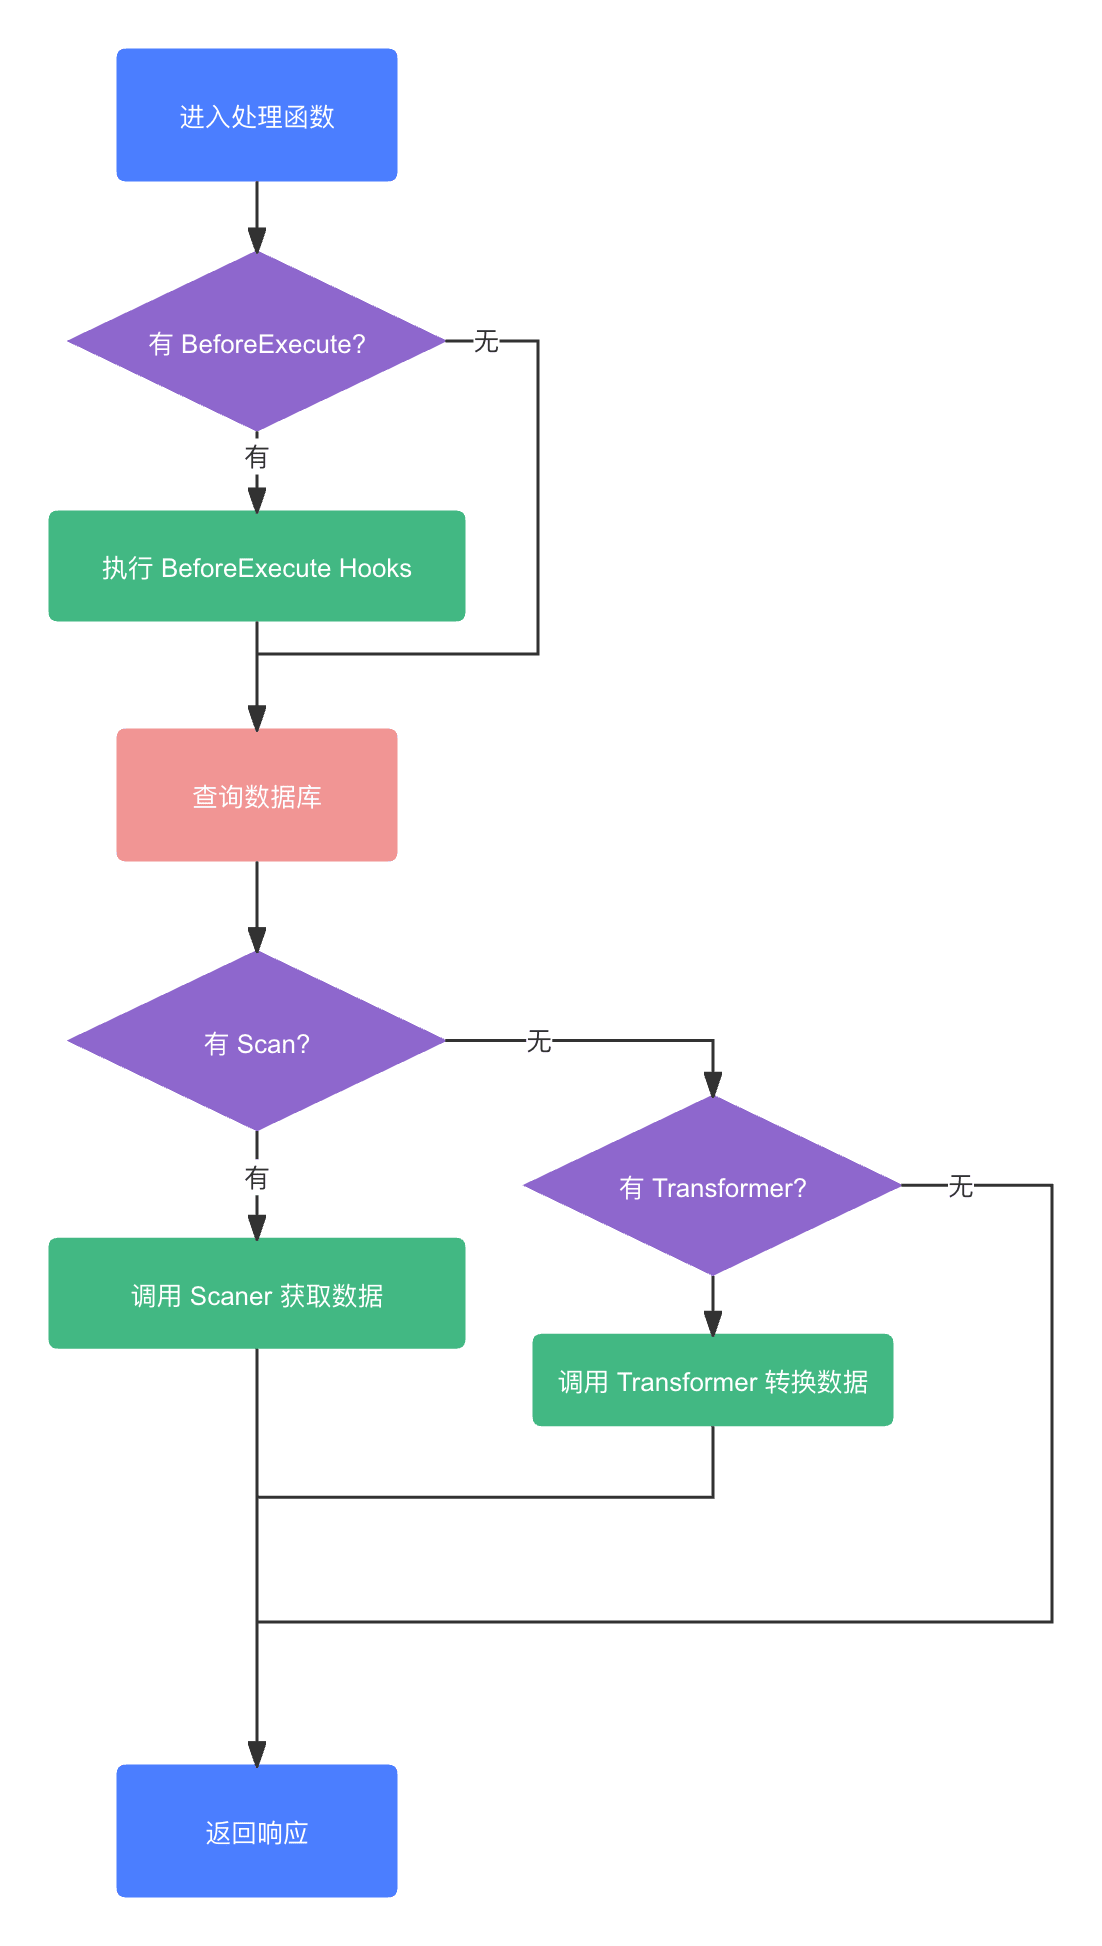 进入处理函数
有 BeforeExecute?
无
有
执行 BeforeExecute Hooks
查询数据库
有 Scan?
无
有
有 Transformer?
无
调用 Scaner 获取数据
调用 Transformer 转换数据
返回响应